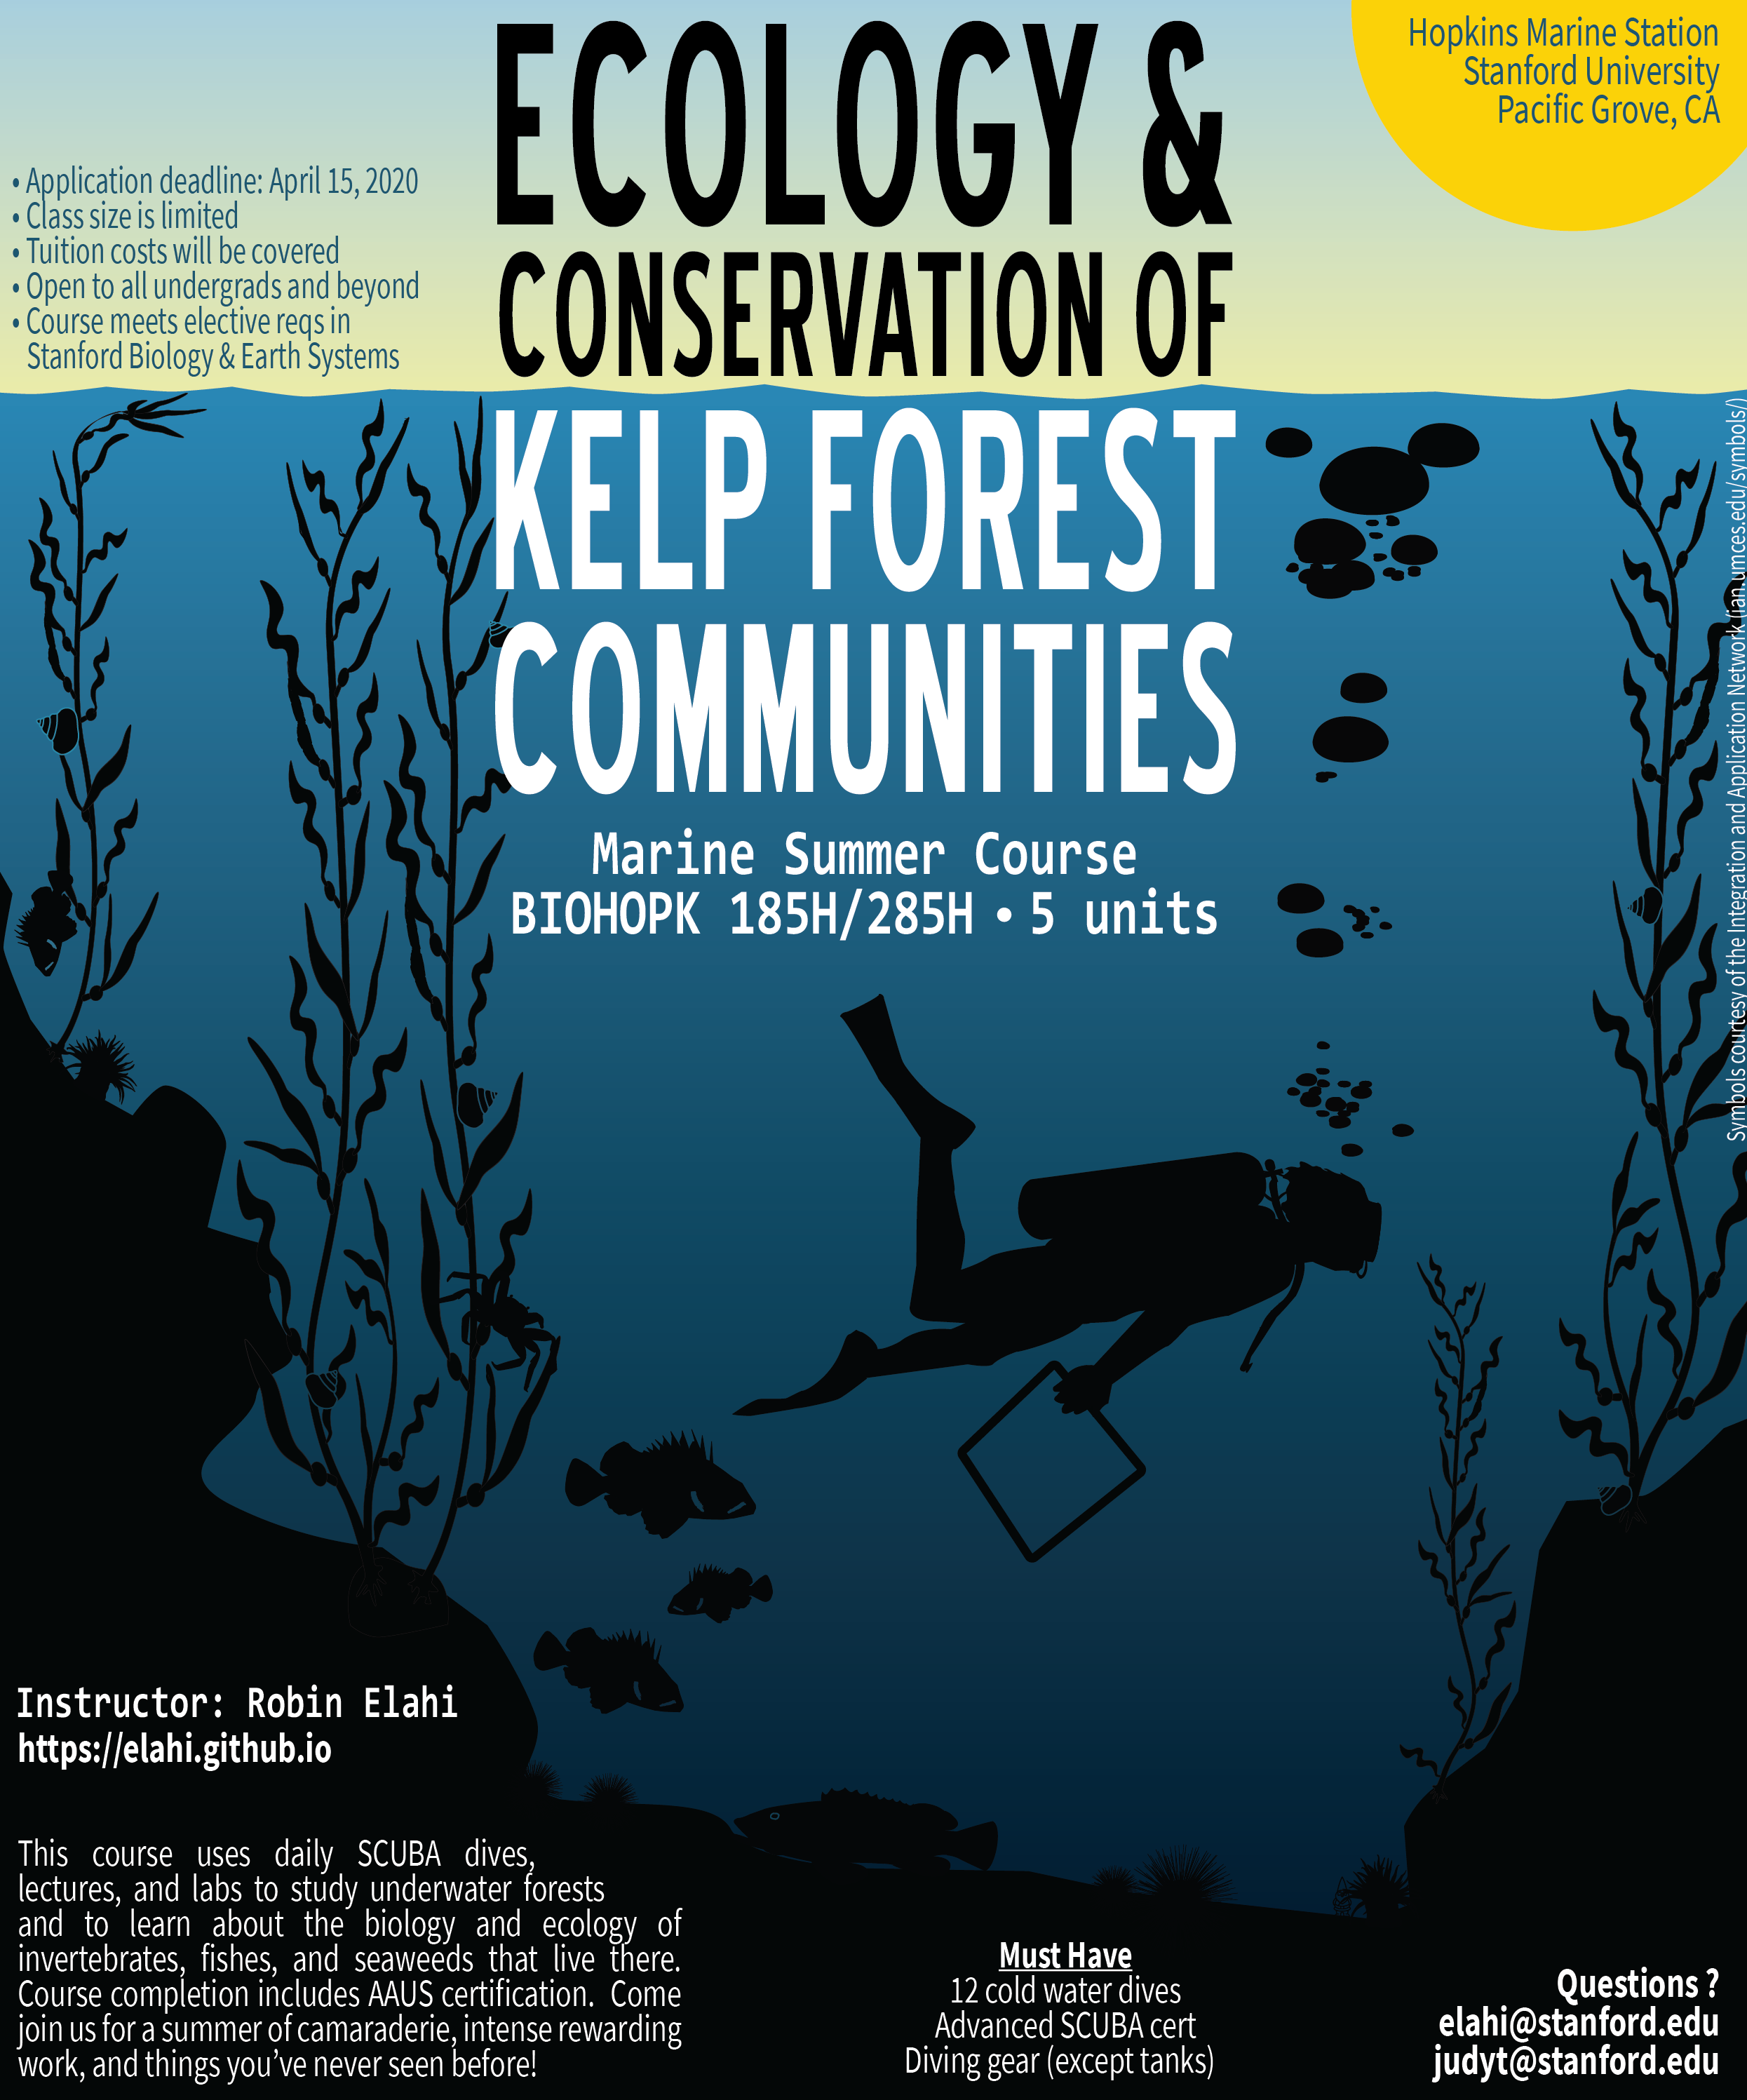 ECOLOGY &
CONSERVATION OF
KELP FOREST
COMMUNITIES
Marine Summer Course
BIOHOPK 185H/285H • 5 units
Hopkins Marine Station
Stanford University
Pacific Grove, CA
• Application deadline: April 15, 2020
• Class size is limited
• Tuition costs will be covered
• Open to all undergrads and beyond
• Course meets elective reqs in
Stanford Biology & Earth Systems
Symbols courtesy of the Integration and Application Network (ian.umces.edu/symbols/)
Instructor: Robin Elahi
https://elahi.github.io
This course uses daily SCUBA dives,
lectures, and labs to study underwater forests
and to learn about the biology and ecology of
invertebrates, fishes, and seaweeds that live there.
Course completion includes AAUS certification. Come
join us for a summer of camaraderie, intense rewarding
work, and things you've never seen before!
Must Have
12 cold water dives
Advanced SCUBA cert
Diving gear (except tanks)
Questions ?
elahi@stanford.edu
judyt@stanford.edu